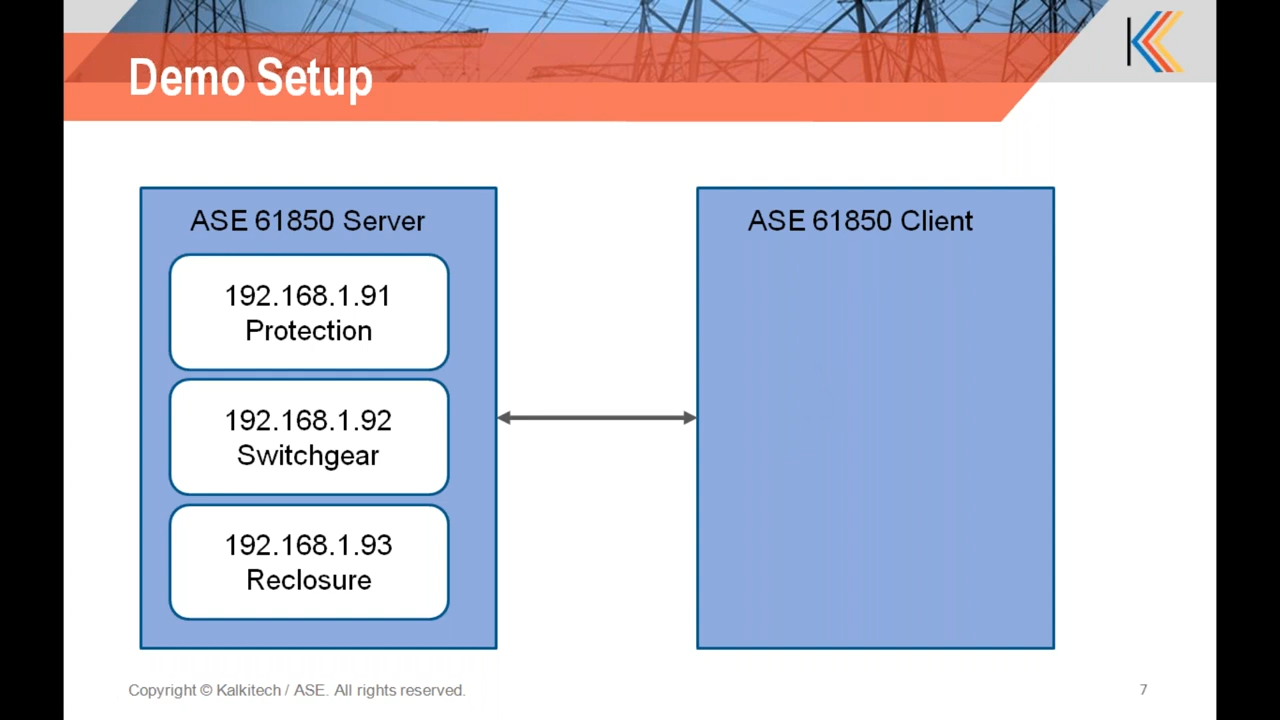 Demo Setup
ASE 61850 Server
192.168.1.91
Protection
192.168.1.92
Switchgear
192.168.1.93
Reclosure
ASE 61850 Client
Copyright © Kalkitech / ASE. All rights reserved.
7